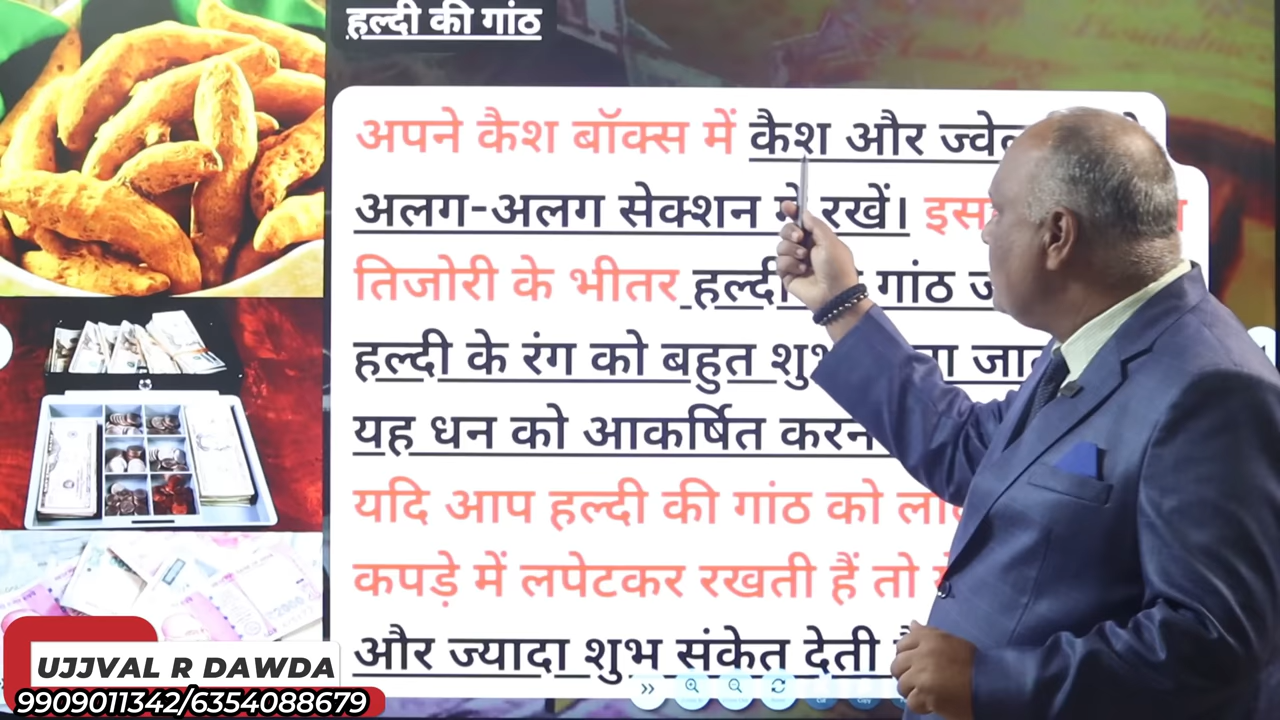 हल्दी की गांठ
अपने कैश बॉक्स में कैश और
अलग-अलग सेक्शन में रखें। इस
तिजोरी के भीतर हल्दी गांठ
हल्दी के रंग को बहुत
यह धन को आकर्षित
यदि आप हल्दी की गांठ को
कपड़े में लपेटकर रखती हैं तो
और ज्यादा शुभ संकेत देती
UJJVAL R DAWDA
9909011342/6354088679